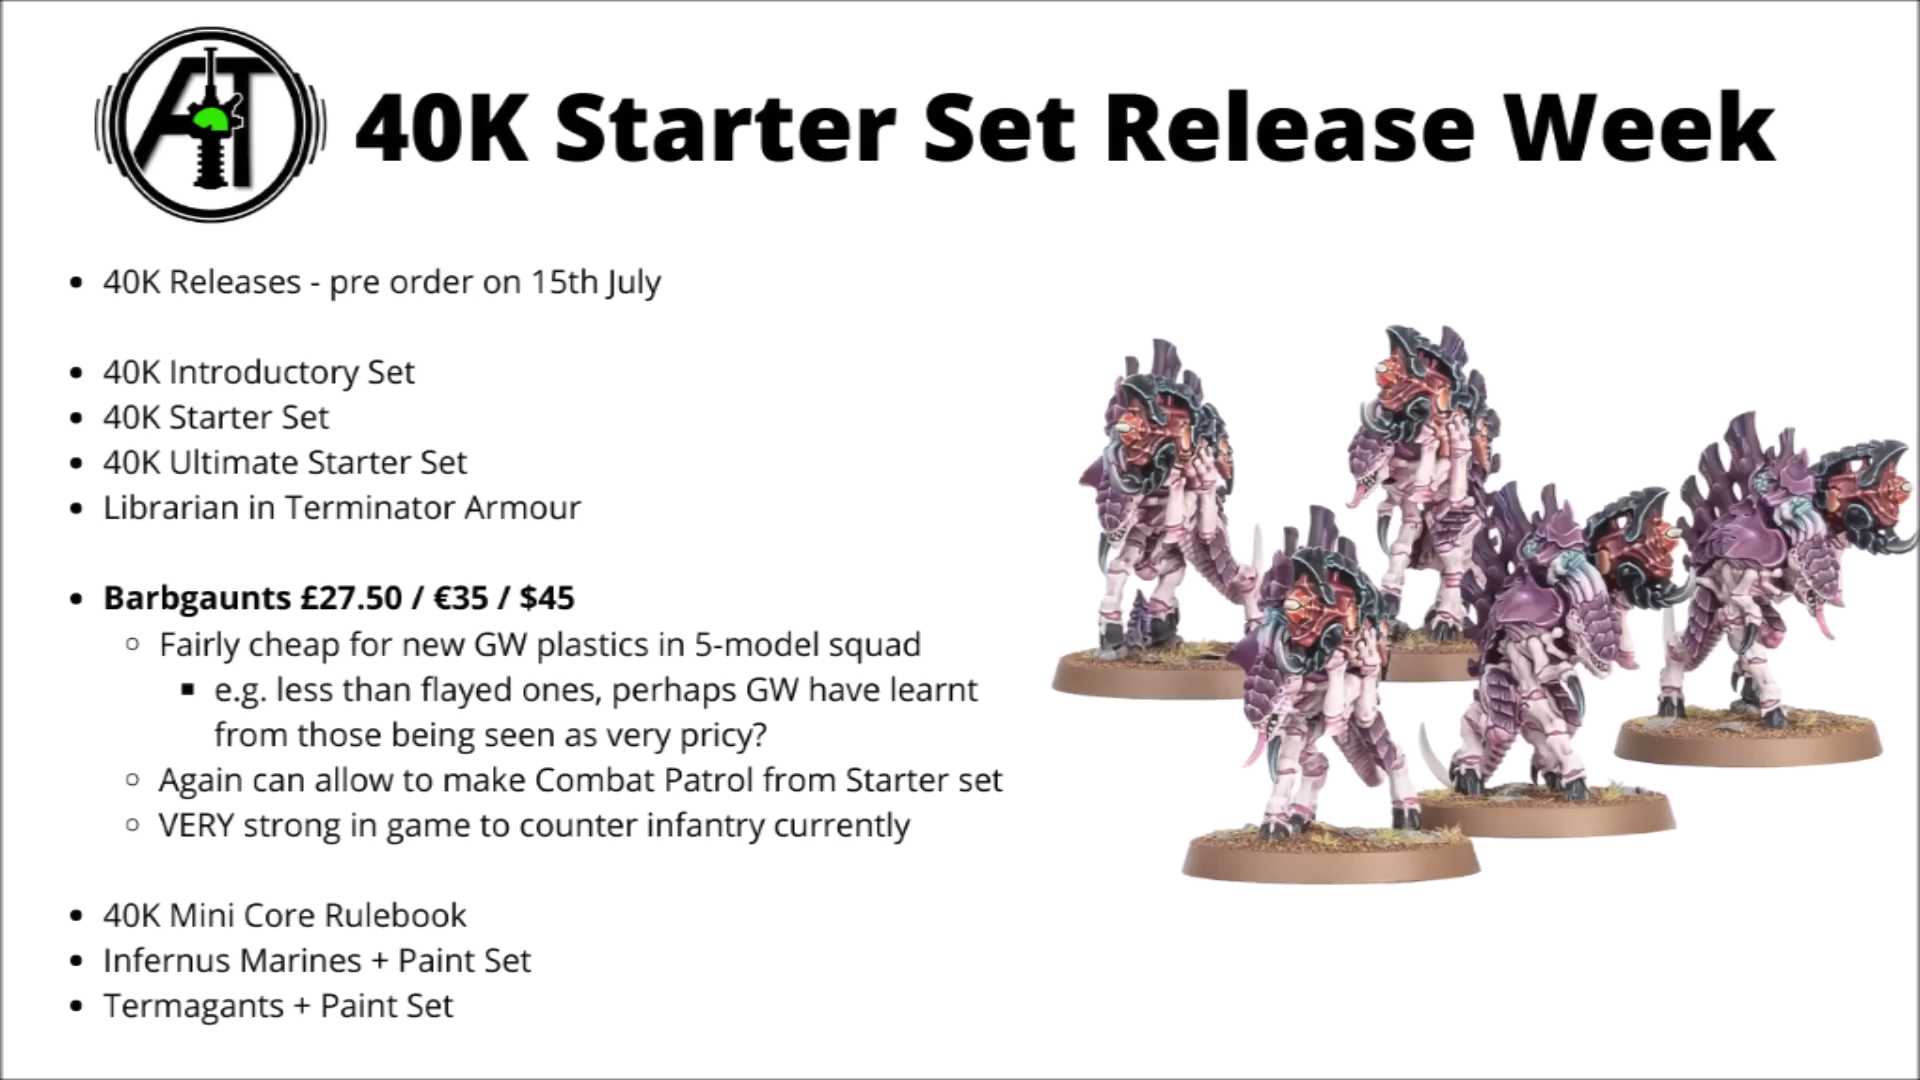 AT
40K Starter Set Release Week
40K Releases - pre order on 15th July
40K Introductory Set
40K Starter Set
40K Ultimate Starter Set
Librarian in Terminator Armour
Barbgaunts £27.50 / €35 / $45
Fairly cheap for new GW plastics in 5-model squad
e.g. less than flayed ones, perhaps GW have learnt
from those being seen as very pricy?
Again can allow to make Combat Patrol from Starter set
VERY strong in game to counter infantry currently
40K Mini Core Rulebook
Infernus Marines + Paint Set
Termagants + Paint Set